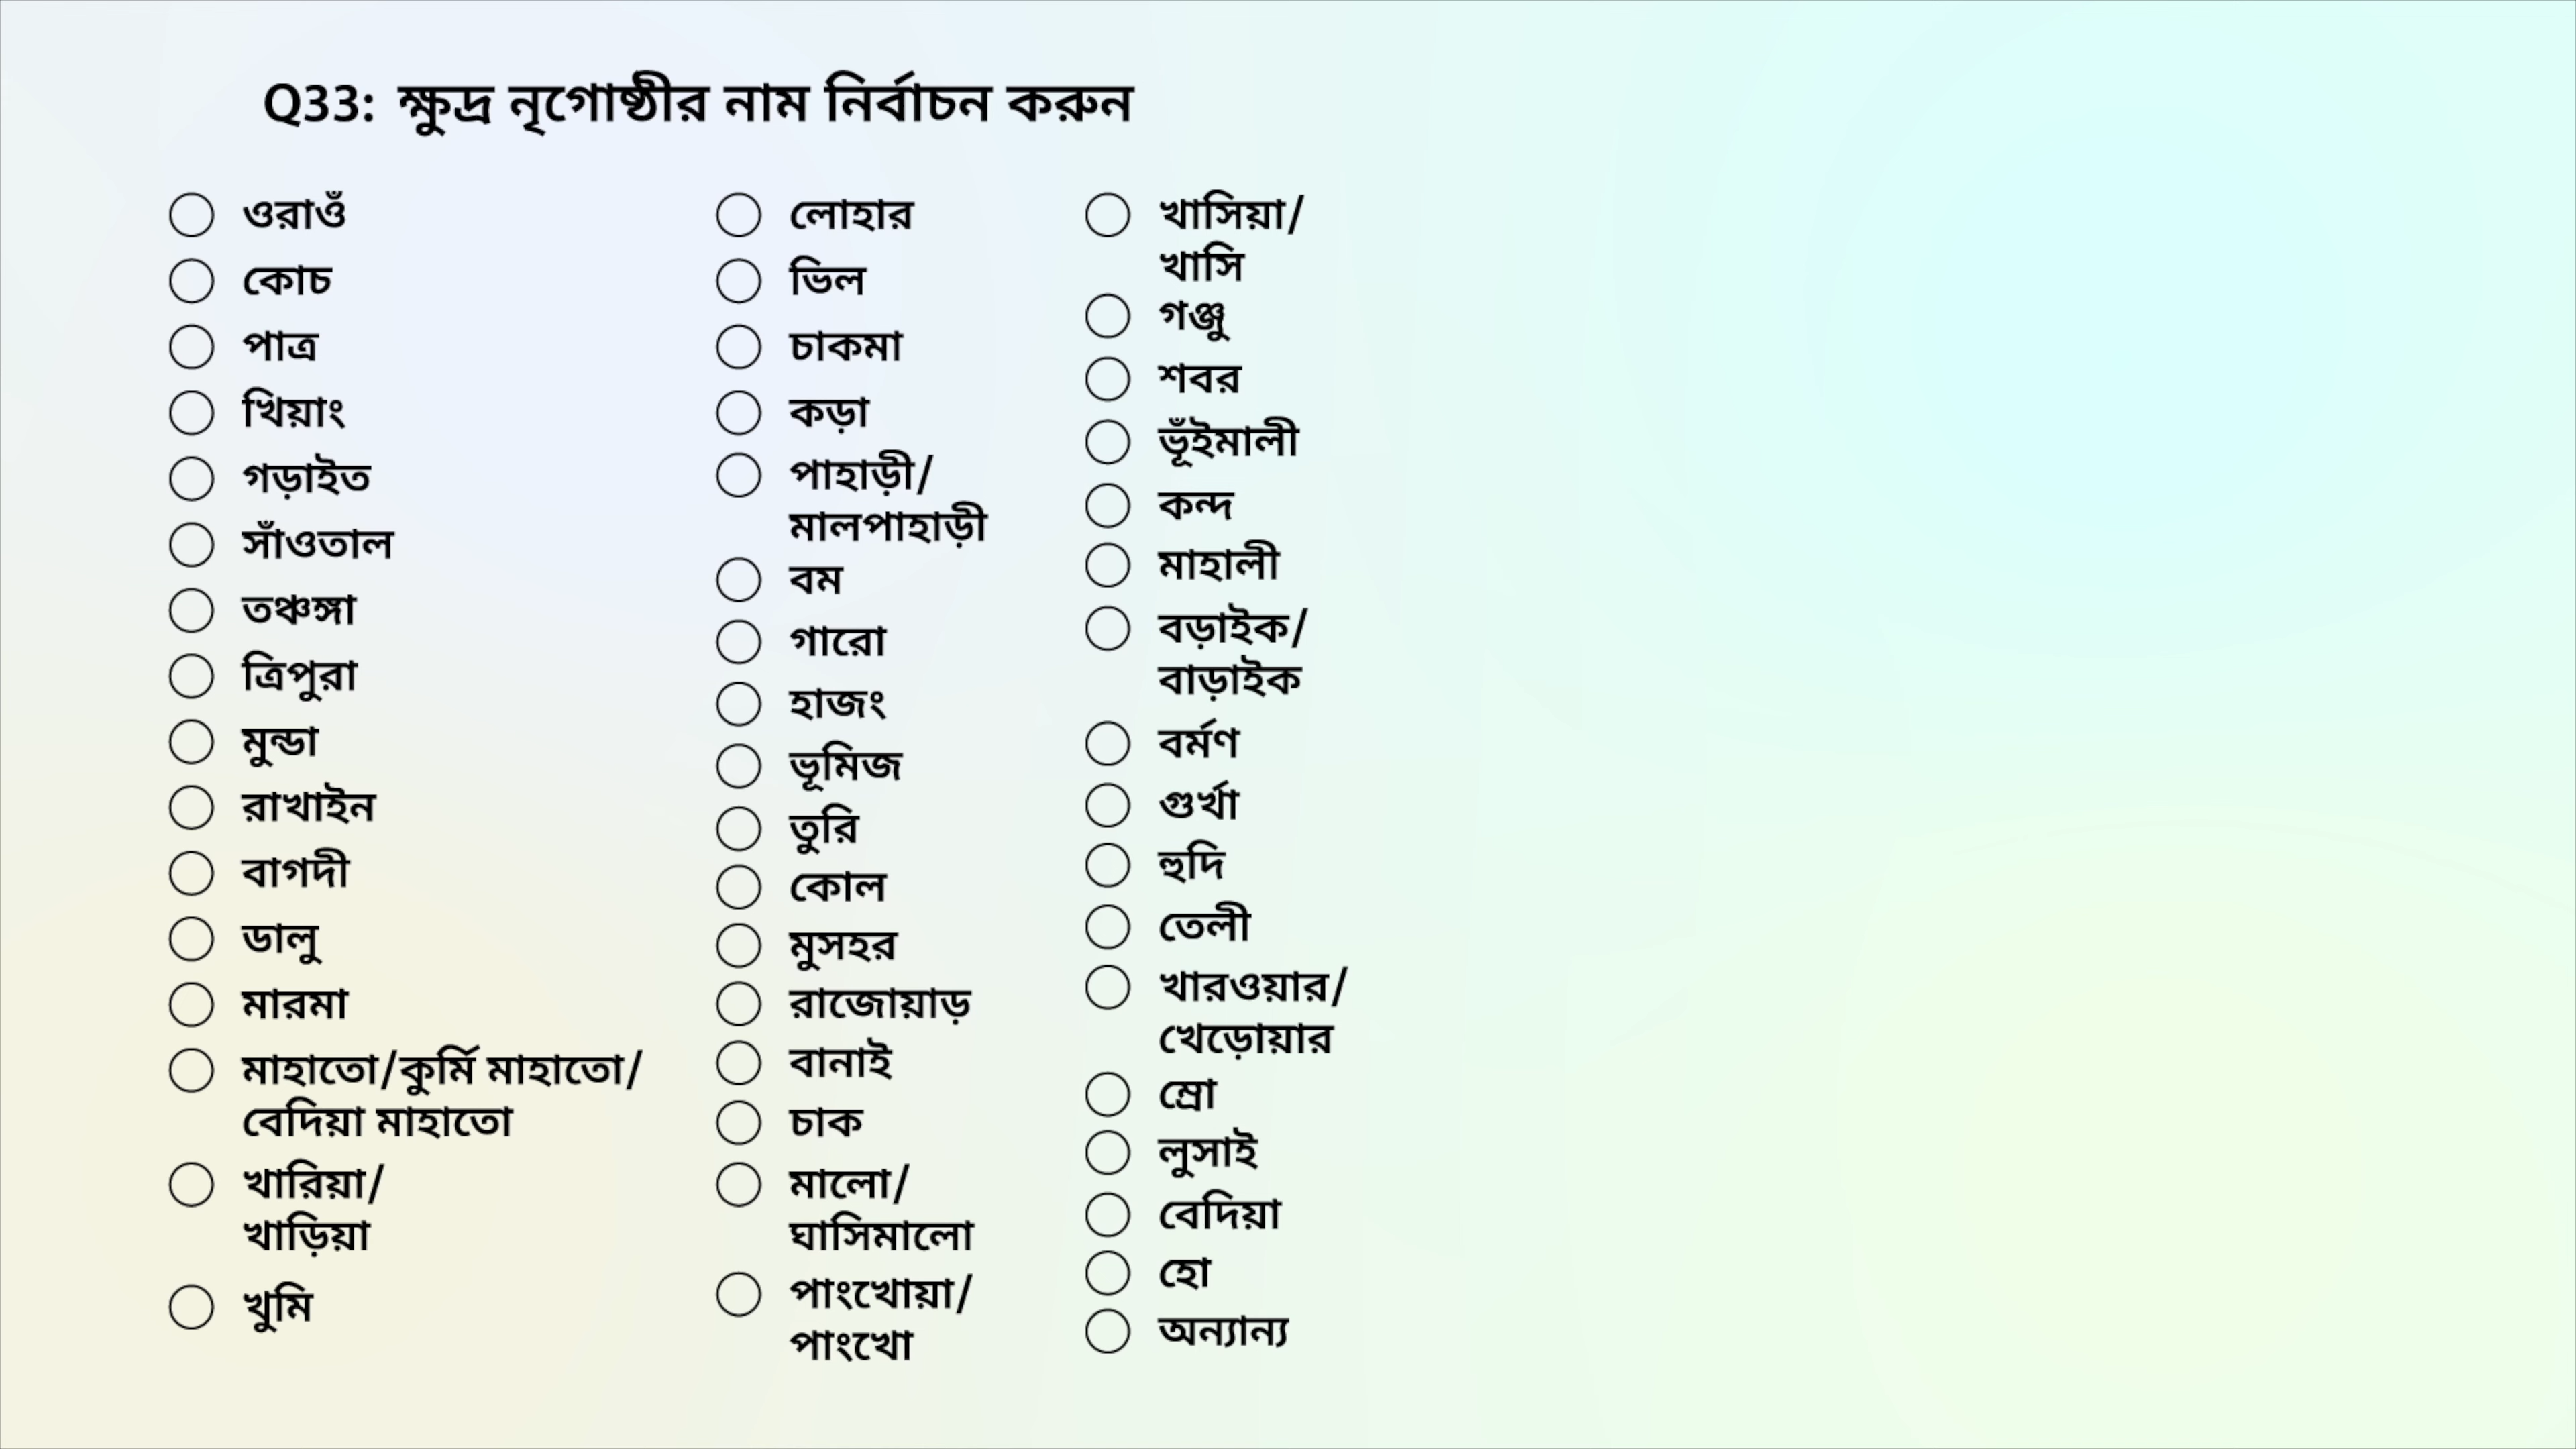 Q33: ক্ষুদ্র নৃগোষ্ঠীর নাম নির্বাচন করুন
ওরাওঁ
কোচ
পাত্র
খিয়াং
গড়াইত
সাঁওতাল
তঞ্চঙ্গা
ত্রিপুরা
মুন্ডা
রাখাইন
বাগদী
ডালু
মারমা
মাহাতো/কুর্মি মাহাতো/
বেদিয়া মাহাতো
খারিয়া/
খাড়িয়া
খুমি
লোহার
ভিল
চাকমা
কড়া
পাহাড়ী/
মালপাহাড়ী
বম
গারো
হাজং
ভূমিজ
তুরি
কোল
মুসহর
রাজোয়াড়
বানাই
চাক
মালো/
ঘাসিমালো
পাংখোয়া/
পাংখো
খাসিয়া/
খাসি
গঞ্জু
শবর
ভূঁইমালী
কন্দ
মাহালী
বড়াইক/
বাড়াইক
বর্মণ
গুর্খা
হুদি
তেলী
খারওয়ার/
খেড়োয়ার
ম্রো
লুসাই
বেদিয়া
হো
অন্যান্য